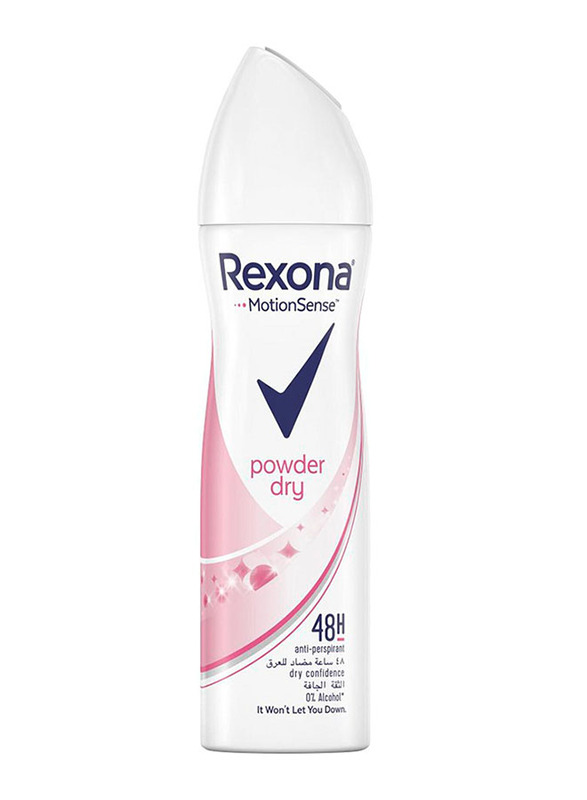 Rexona®
MotionSense™
powder
dry
48H
anti-perspirant
٤٨ ساعة مضاد للعرق
dry confidence
الثقة الجافة
0% Alcohol*
It Won't Let You Down.